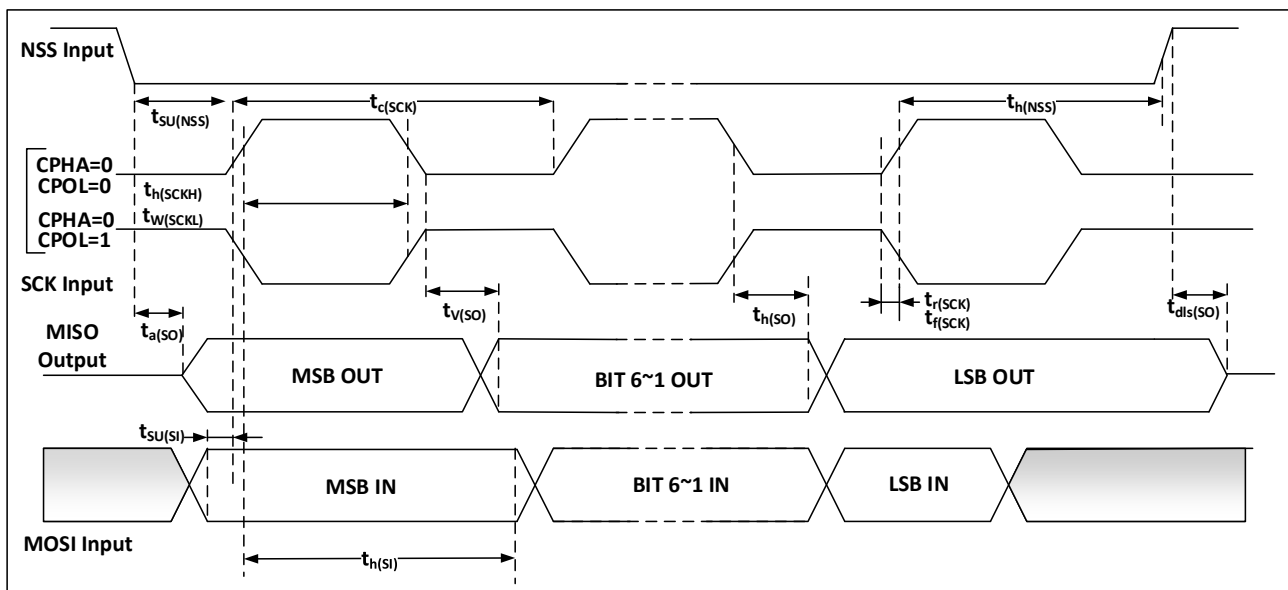 NSS Input
tSU(NSS)
tc(SCK)
th(NSS)
CPHA=0
CPOL=0
th(SCKH)
CPHA=0
CPOL=1
tW(SCKL)
SCK Input
ta(SO)
tV(SO)
th(SO)
tr(SCK)
tf(SCK)
tdIs(SO)
MISO
Output
MSB OUT
BIT 6~1 OUT
LSB OUT
tSU(SI)
MSB IN
BIT 6~1 IN
LSB IN
MOSI Input
th(SI)